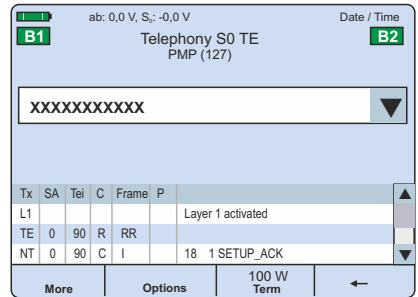 ab: 0,0 V, S₀: -0,0 V Date / Time
B1 Telephony S0 TE B2
PMP (127)
XXXXXXXXXXX
Tx SA Tei C Frame P
L1 Layer 1 activated
TE 0 90 R RR
NT 0 90 C I 18 1 SETUP_ACK
More Options 100 W Term ←